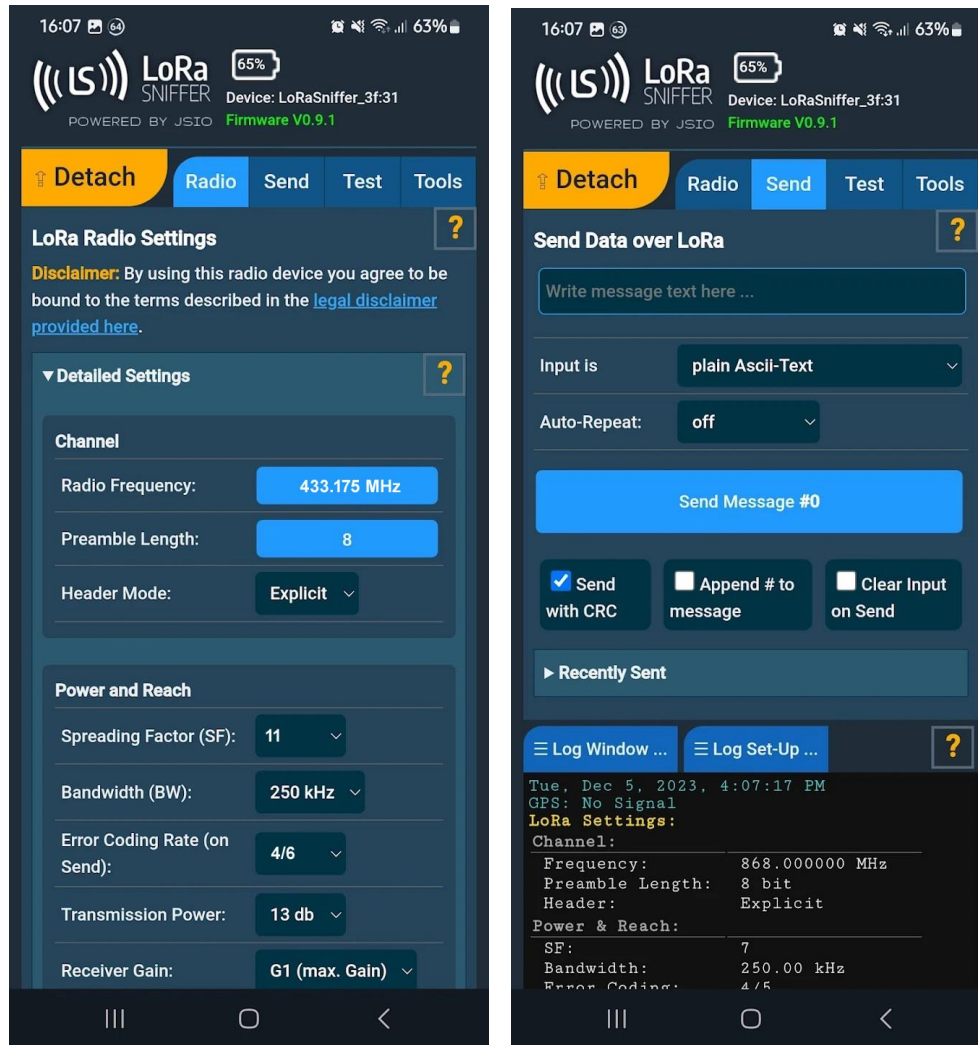 16:07 64 63%
((( LS ))) LoRa
SNIFFER
POWERED BY JSIO
65%
Device: LoRaSniffer_3f:31
Firmware V0.9.1
⇧ Detach Radio Send Test Tools
LoRa Radio Settings ?
Disclaimer: By using this radio device you agree to be
bound to the terms described in the legal disclaimer
provided here.
▾ Detailed Settings ?
Channel
Radio Frequency: 433.175 MHz
Preamble Length: 8
Header Mode: Explicit
Power and Reach
Spreading Factor (SF): 11
Bandwidth (BW): 250 kHz
Error Coding Rate (on
Send): 4/6
Transmission Power: 13 db
Receiver Gain: G1 (max. Gain)
16:07 63 63%
((( LS ))) LoRa
SNIFFER
POWERED BY JSIO
65%
Device: LoRaSniffer_3f:31
Firmware V0.9.1
⇧ Detach Radio Send Test Tools
Send Data over LoRa ?
Write message text here ...
Input is plain Ascii-Text
Auto-Repeat: off
Send Message #0
Send
with CRC
Append # to
message
Clear Input
on Send
▸ Recently Sent
☰ Log Window ... ☰ Log Set-Up ... ?
Tue, Dec 5, 2023, 4:07:17 PM
GPS: No Signal
LoRa Settings:
Channel:
Frequency: 868.000000 MHz
Preamble Length: 8 bit
Header: Explicit
Power & Reach:
SF: 7
Bandwidth: 250.00 kHz
Error Coding: 4/5